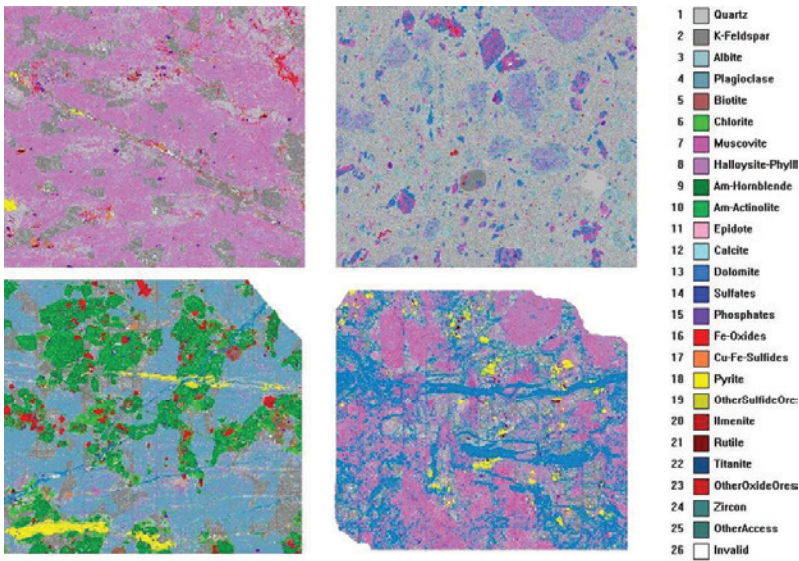 1 Quartz
2 K-Feldspar
3 Albite
4 Plagioclase
5 Biotite
6 Chlorite
7 Muscovite
8 Halloysite-Phylli
9 Am-Hornblende
10 Am-Actinolite
11 Epidote
12 Calcite
13 Dolomite
14 Sulfates
15 Phosphates
16 Fe-Oxides
17 Cu-Fe-Sulfides
18 Pyrite
19 OtherSulfideOre:
20 Ilmenite
21 Rutile
22 Titanite
23 OtherOxideOres
24 Zircon
25 OtherAccess
26 Invalid